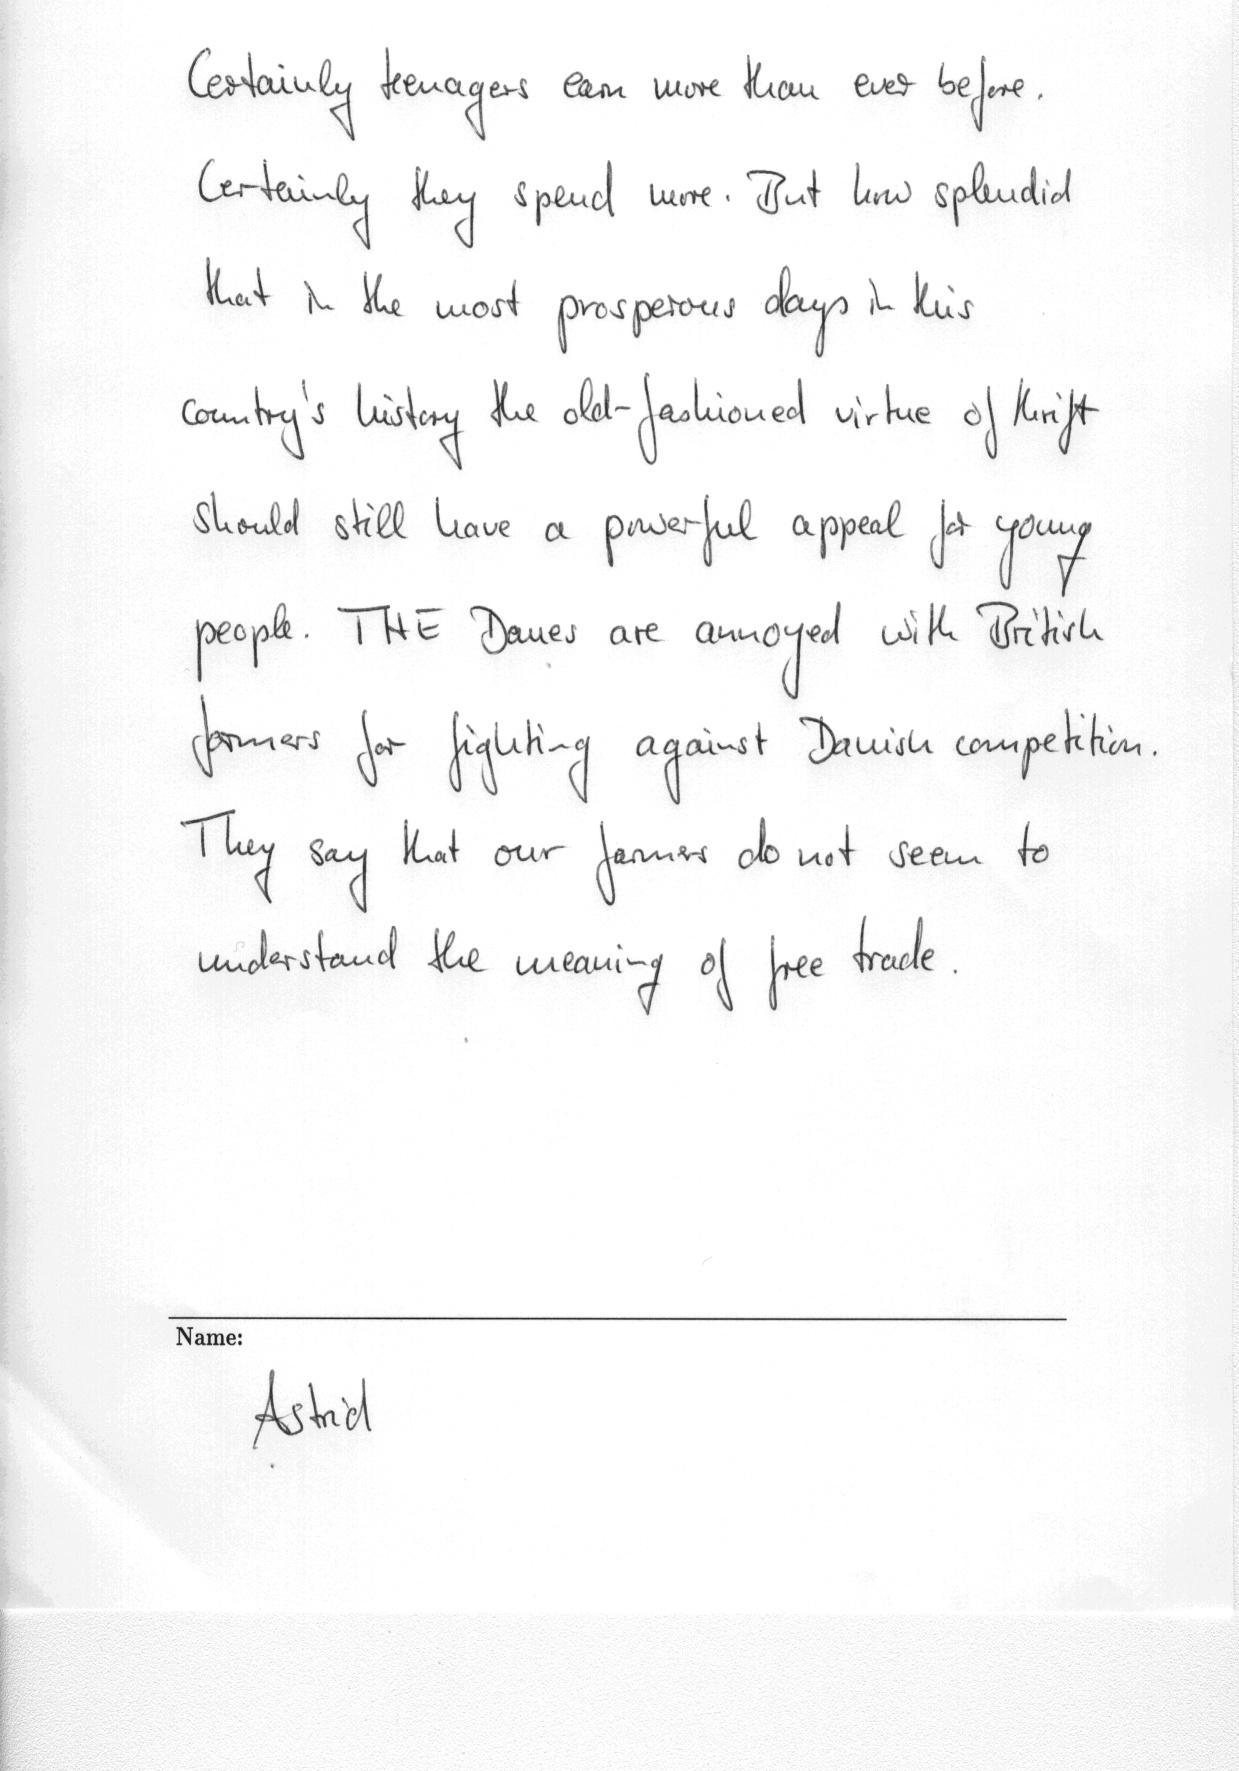 Certainly teenagers earn more than ever before.
Certainly they spend more. But how splendid
that in the most prosperous days in this
country's history the old-fashioned virtue of thrift
should still have a powerful appeal for young
people. THE Danes are annoyed with British
farmers for fighting against Danish competition.
They say that our farmers do not seem to
understand the meaning of free trade.
Name:
Astrid